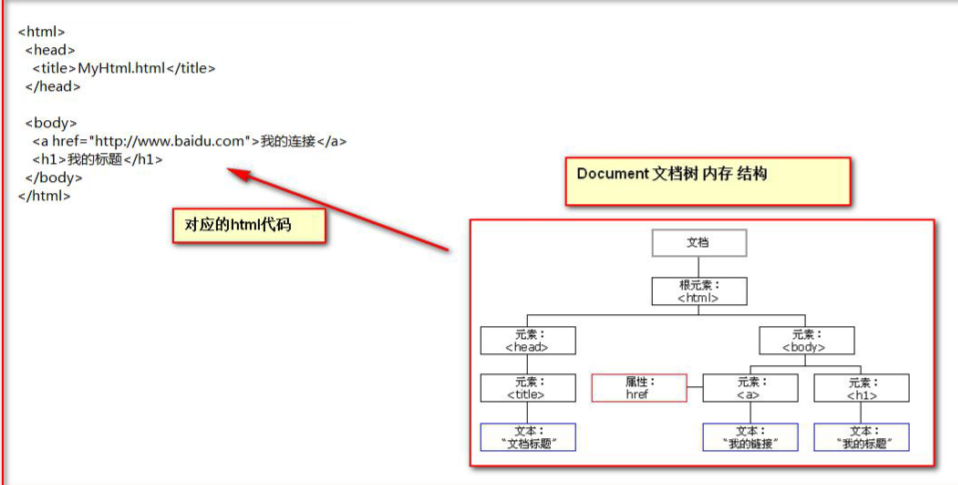 <html>
<head>
<title>MyHtml.html</title>
</head>
<body>
<a href="http://www.baidu.com">我的连接</a>
<h1>我的标题</h1>
</body>
</html>
对应的html代码
Document 文档树 内存 结构
文档
根元素：
<html>
元素：
<head>
元素：
<body>
元素：
<title>
属性：
href
元素：
<a>
元素：
<h1>
文本：
“文档标题”
文本：
“我的链接”
文本：
“我的标题”